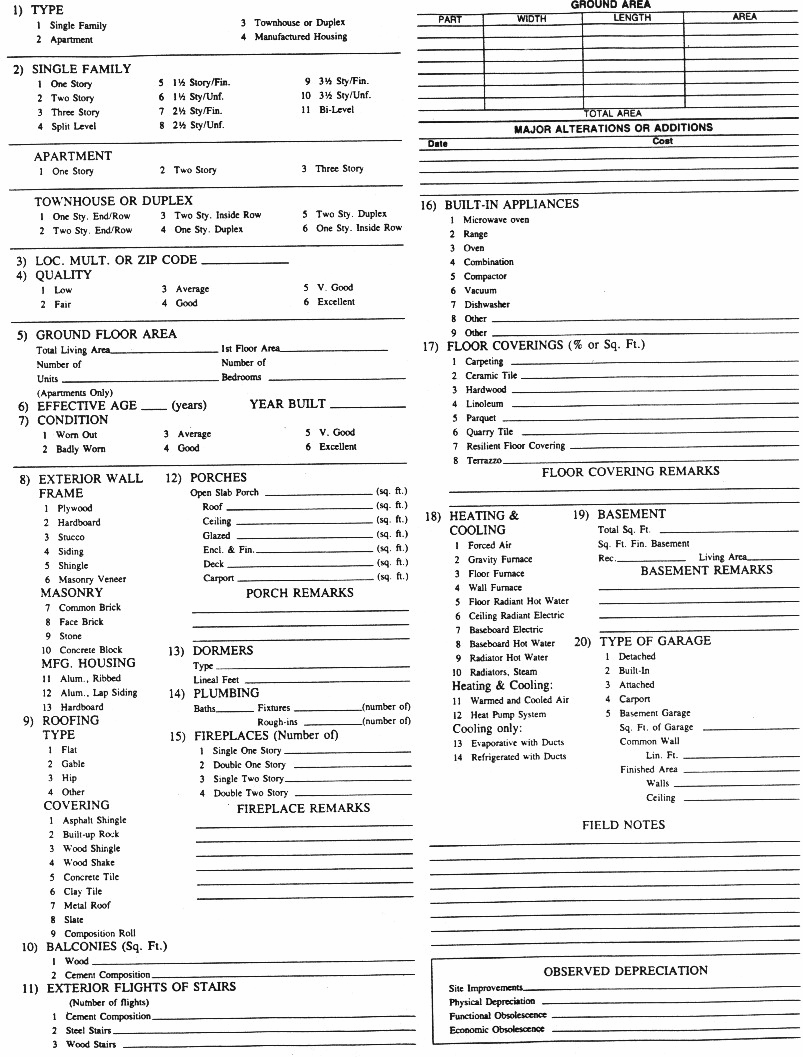 1) TYPE
1 Single Family 3 Townhouse or Duplex
2 Apartment 4 Manufactured Housing
2) SINGLE FAMILY
1 One Story 5 1½ Story/Fin. 9 3½ Sty/Fin.
2 Two Story 6 1½ Sty/Unf. 10 3½ Sty/Unf.
3 Three Story 7 2½ Sty/Fin. 11 Bi-Level
4 Split Level 8 2½ Sty/Unf.
APARTMENT
1 One Story 2 Two Story 3 Three Story
TOWNHOUSE OR DUPLEX
1 One Sty. End/Row 3 Two Sty. Inside Row 5 Two Sty. Duplex
2 Two Sty. End/Row 4 One Sty. Duplex 6 One Sty. Inside Row
3) LOC. MULT. OR ZIP CODE
4) QUALITY
1 Low 3 Average 5 V. Good
2 Fair 4 Good 6 Excellent
5) GROUND FLOOR AREA
Total Living Area 1st Floor Area
Number of Number of
Units Bedrooms
(Apartments Only)
6) EFFECTIVE AGE (years) YEAR BUILT
7) CONDITION
1 Worn Out 3 Average 5 V. Good
2 Badly Worn 4 Good 6 Excellent
8) EXTERIOR WALL
FRAME
1 Plywood
2 Hardboard
3 Stucco
4 Siding
5 Shingle
6 Masonry Veneer
MASONRY
7 Common Brick
8 Face Brick
9 Stone
10 Concrete Block
MFG. HOUSING
11 Alum., Ribbed
12 Alum., Lap Siding
13 Hardboard
9) ROOFING
TYPE
1 Flat
2 Gable
3 Hip
4 Other
COVERING
1 Asphalt Shingle
2 Built-up Rock
3 Wood Shingle
4 Wood Shake
5 Concrete Tile
6 Clay Tile
7 Metal Roof
8 Slate
9 Composition Roll
10) BALCONIES (Sq. Ft.)
1 Wood
2 Cement Composition
11) EXTERIOR FLIGHTS OF STAIRS
(Number of flights)
1 Cement Composition
2 Steel Stairs
3 Wood Stairs
12) PORCHES
Open Slab Porch (sq. ft.)
Roof (sq. ft.)
Ceiling (sq. ft.)
Glazed (sq. ft.)
Encl. & Fin. (sq. ft.)
Deck (sq. ft.)
Carport (sq. ft.)
PORCH REMARKS
13) DORMERS
Type
Lineal Feet
14) PLUMBING
Baths Fixtures (number of)
Rough-ins (number of)
15) FIREPLACES (Number of)
1 Single One Story
2 Double One Story
3 Single Two Story
4 Double Two Story
FIREPLACE REMARKS
GROUND AREA
PART WIDTH LENGTH AREA
TOTAL AREA
MAJOR ALTERATIONS OR ADDITIONS
Date Cost
16) BUILT-IN APPLIANCES
1 Microwave oven
2 Range
3 Oven
4 Combination
5 Compactor
6 Vacuum
7 Dishwasher
8 Other
9 Other
17) FLOOR COVERINGS (% or Sq. Ft.)
1 Carpeting
2 Ceramic Tile
3 Hardwood
4 Linoleum
5 Parquet
6 Quarry Tile
7 Resilient Floor Covering
8 Terrazzo
FLOOR COVERING REMARKS
18) HEATING &
COOLING
1 Forced Air
2 Gravity Furnace
3 Floor Furnace
4 Wall Furnace
5 Floor Radiant Hot Water
6 Ceiling Radiant Electric
7 Baseboard Electric
8 Baseboard Hot Water
9 Radiator Hot Water
10 Radiators, Steam
Heating & Cooling:
11 Warmed and Cooled Air
12 Heat Pump System
Cooling only:
13 Evaporative with Ducts
14 Refrigerated with Ducts
19) BASEMENT
Total Sq. Ft.
Sq. Ft. Fin. Basement
Rec. Living Area
BASEMENT REMARKS
20) TYPE OF GARAGE
1 Detached
2 Built-In
3 Attached
4 Carport
5 Basement Garage
Sq. Ft. of Garage
Common Wall
Lin. Ft.
Finished Area
Walls
Ceiling
FIELD NOTES
OBSERVED DEPRECIATION
Site Improvements
Physical Depreciation
Functional Obsolescence
Economic Obsolescence